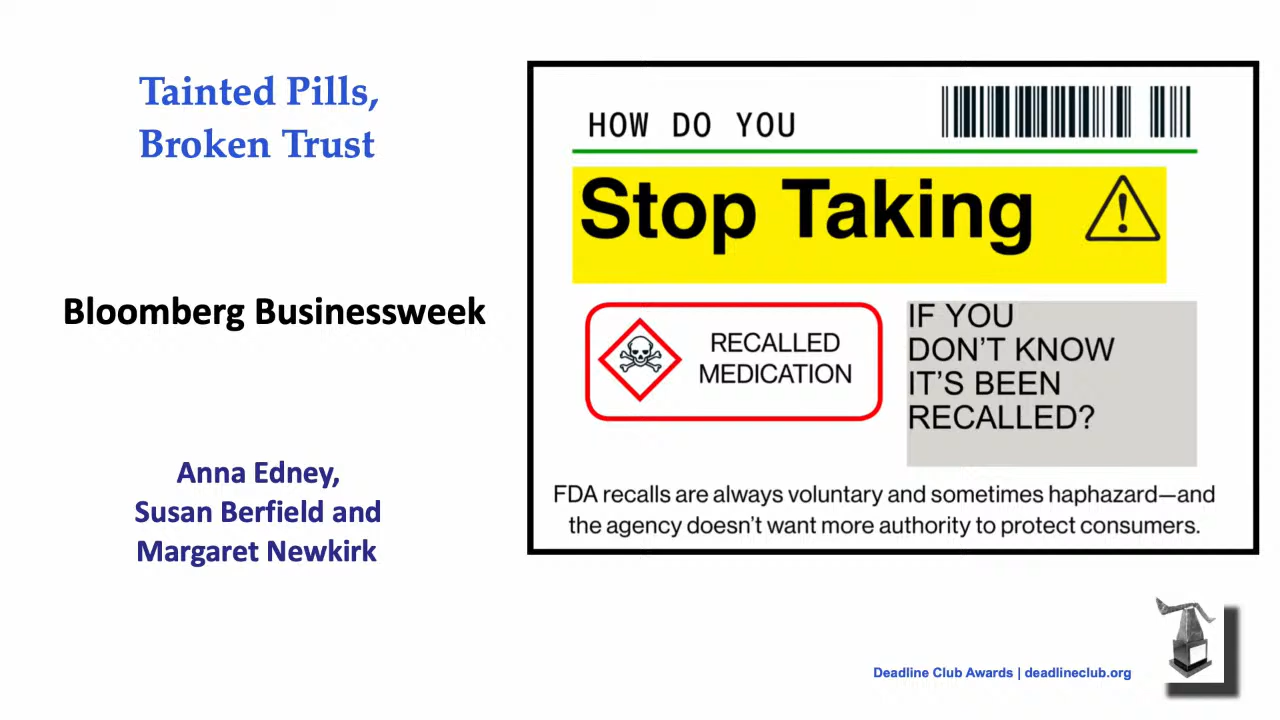 Tainted Pills,
Broken Trust
Bloomberg Businessweek
Anna Edney,
Susan Berfield and
Margaret Newkirk
HOW DO YOU
Stop Taking
RECALLED
MEDICATION
IF YOU
DON’T KNOW
IT’S BEEN
RECALLED?
FDA recalls are always voluntary and sometimes haphazard—and
the agency doesn’t want more authority to protect consumers.
Deadline Club Awards | deadlineclub.org